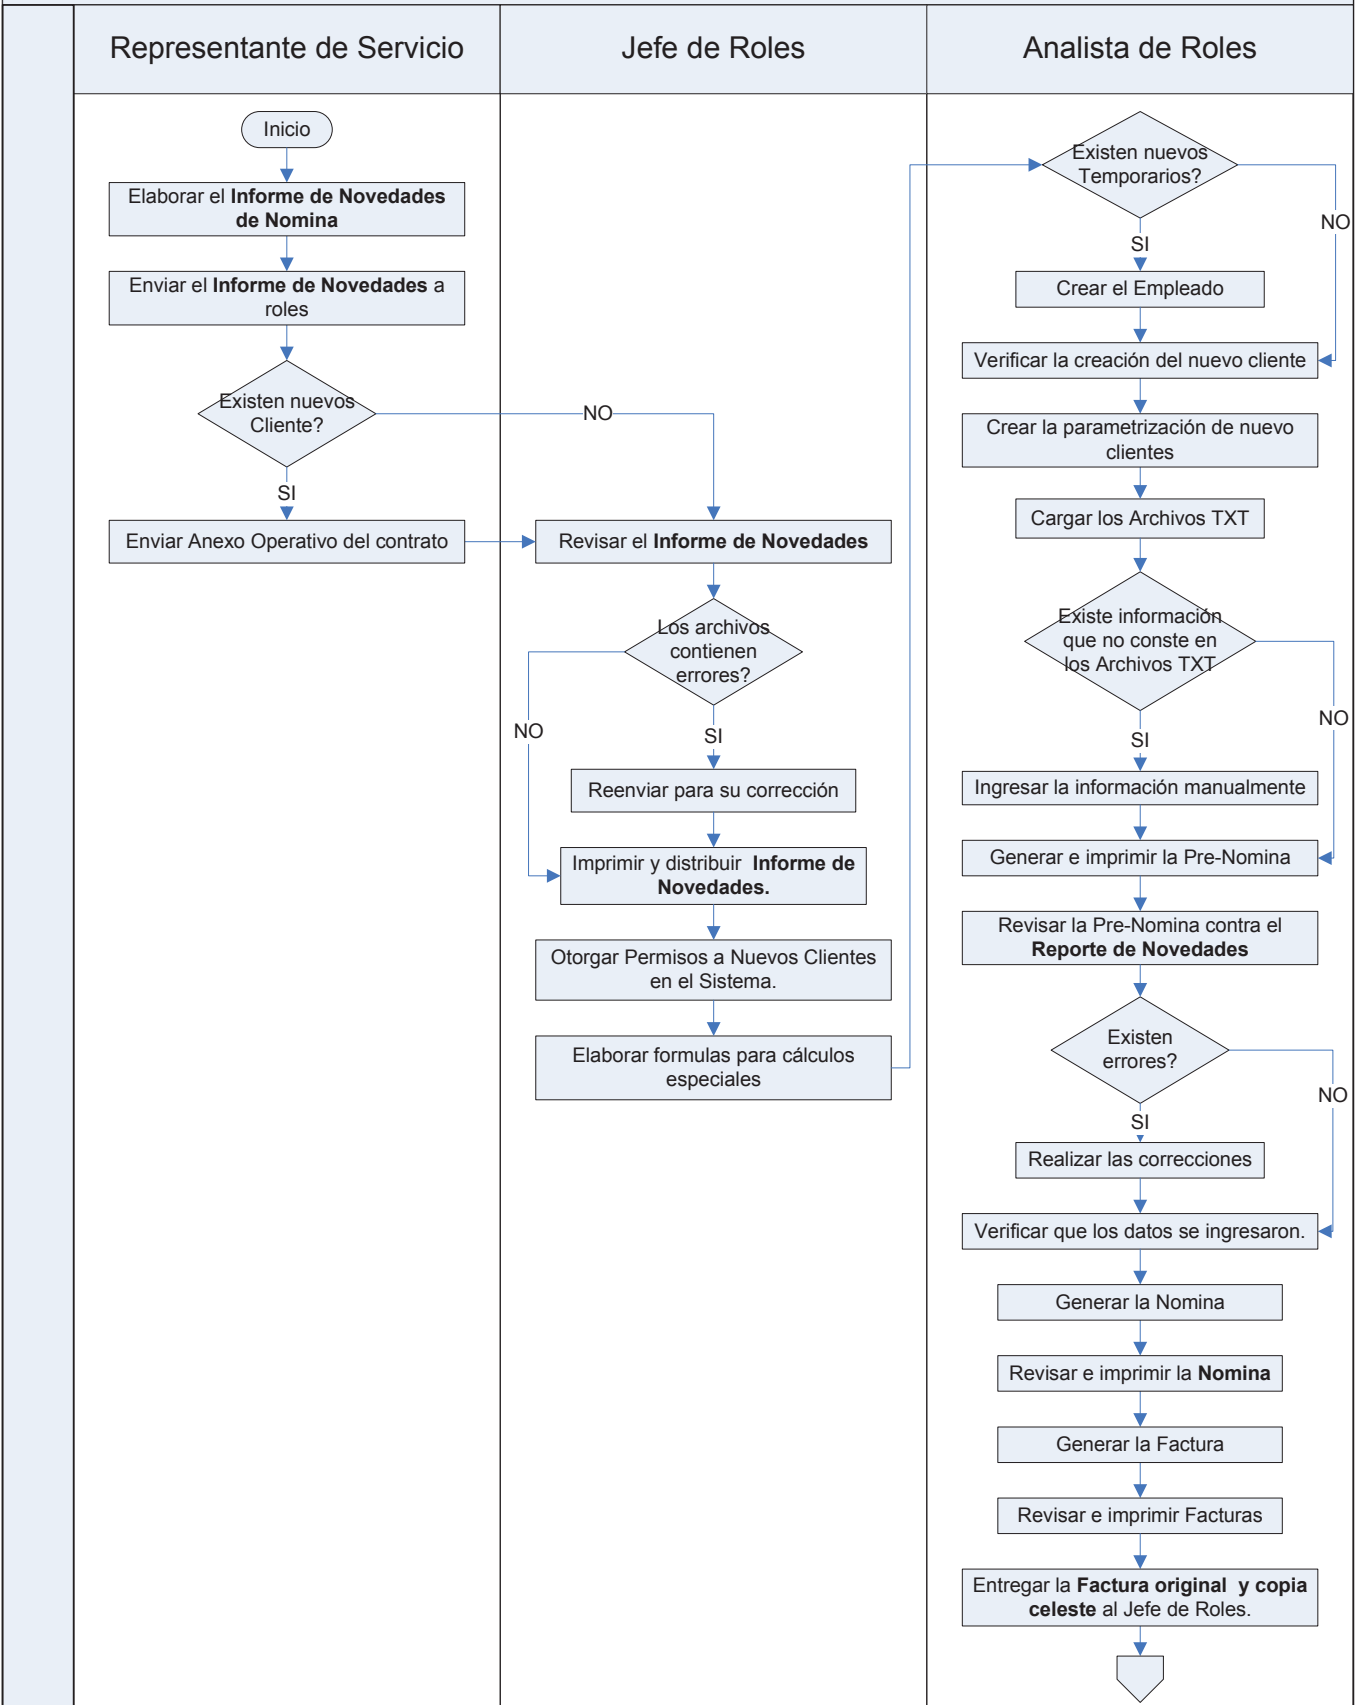 Representante de Servicio
Jefe de Roles
Analista de Roles
Inicio
Elaborar el Informe de Novedades
de Nomina
Enviar el Informe de Novedades a
roles
Existen nuevos
Cliente?
NO
SI
Enviar Anexo Operativo del contrato
Revisar el Informe de Novedades
Los archivos
contienen
errores?
NO
SI
Reenviar para su corrección
Imprimir y distribuir Informe de
Novedades.
Otorgar Permisos a Nuevos Clientes
en el Sistema.
Elaborar formulas para cálculos
especiales
Existen nuevos
Temporarios?
NO
SI
Crear el Empleado
Verificar la creación del nuevo cliente
Crear la parametrización de nuevo
clientes
Cargar los Archivos TXT
Existe información
que no conste en
los Archivos TXT
NO
SI
Ingresar la información manualmente
Generar e imprimir la Pre-Nomina
Revisar la Pre-Nomina contra el
Reporte de Novedades
Existen
errores?
NO
SI
Realizar las correcciones
Verificar que los datos se ingresaron.
Generar la Nomina
Revisar e imprimir la Nomina
Generar la Factura
Revisar e imprimir Facturas
Entregar la Factura original y copia
celeste al Jefe de Roles.